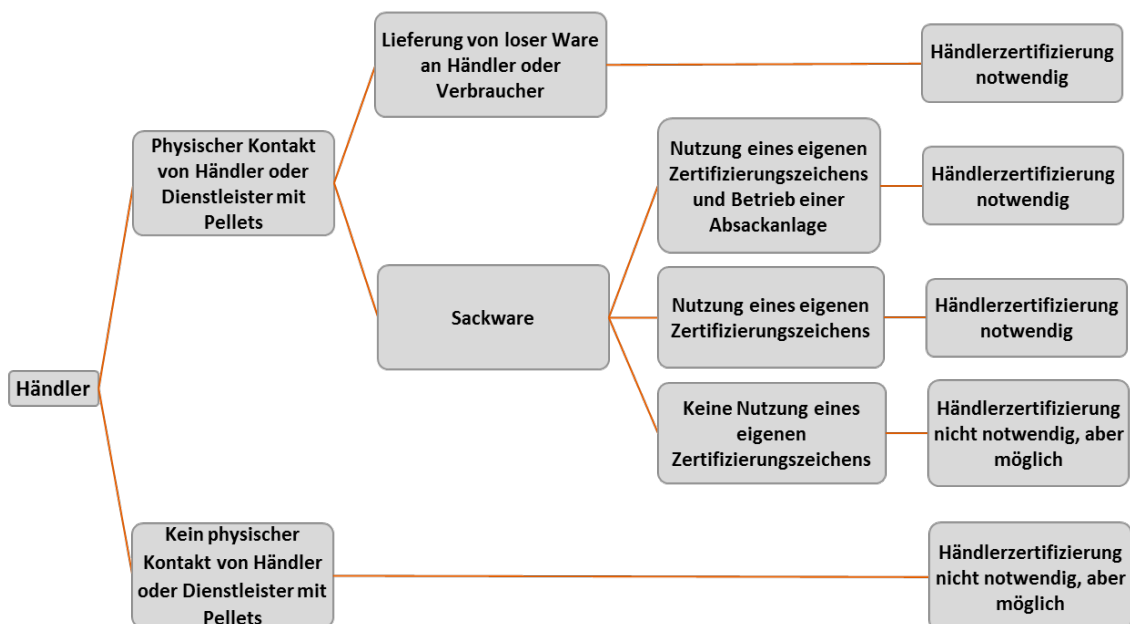 Händler
Physischer Kontakt
von Händler oder
Dienstleister mit
Pellets
Lieferung von loser Ware
an Händler oder
Verbraucher
Händlerzertifizierung
notwendig
Sackware
Nutzung eines eigenen
Zertifizierungszeichens
und Betrieb einer
Absackanlage
Händlerzertifizierung
notwendig
Nutzung eines eigenen
Zertifizierungszeichens
Händlerzertifizierung
notwendig
Keine Nutzung eines
eigenen
Zertifizierungszeichens
Händlerzertifizierung
nicht notwendig, aber
möglich
Kein physischer
Kontakt von Händler
oder Dienstleister mit
Pellets
Händlerzertifizierung
nicht notwendig, aber
möglich